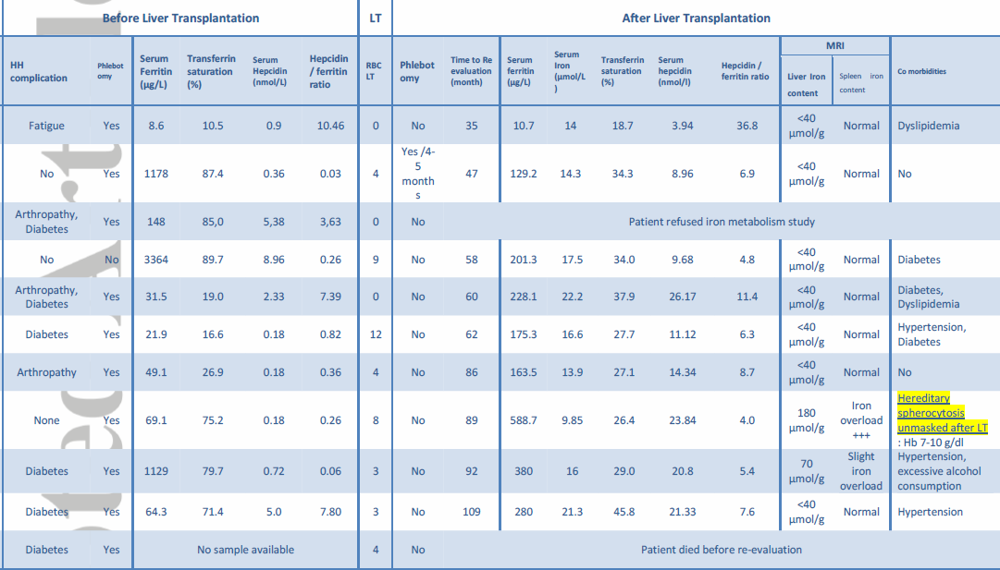 Before Liver Transplantation LT After Liver Transplantation
HH complication Phlebotomy Serum Ferritin (µg/L) Transferrin saturation (%) Serum Hepcidin (nmol/L) Hepcidin / ferritin ratio RBC LT Phlebotomy Time to Re evaluation (month) Serum ferritin (µg/L) Serum Iron (µmol/L) Transferrin saturation (%) Serum hepcidin (nmol/l) Hepcidin / ferritin ratio MRI Liver Iron content Spleen iron content Co morbidities
Fatigue Yes 8.6 10.5 0.9 10.46 0 No 35 10.7 14 18.7 3.94 36.8 <40 µmol/g Normal Dyslipidemia
No Yes 1178 87.4 0.36 0.03 4 Yes /4-5 months 47 129.2 14.3 34.3 8.96 6.9 <40 µmol/g Normal No
Arthropathy, Diabetes Yes 148 85,0 5,38 3,63 0 No Patient refused iron metabolism study
No No 3364 89.7 8.96 0.26 9 No 58 201.3 17.5 34.0 9.68 4.8 <40 µmol/g Normal Diabetes
Arthropathy, Diabetes Yes 31.5 19.0 2.33 7.39 0 No 60 228.1 22.2 37.9 26.17 11.4 <40 µmol/g Normal Diabetes, Dyslipidemia
Diabetes Yes 21.9 16.6 0.18 0.82 12 No 62 175.3 16.6 27.7 11.12 6.3 <40 µmol/g Normal Hypertension, Diabetes
Arthropathy Yes 49.1 26.9 0.18 0.36 4 No 86 163.5 13.9 27.1 14.34 8.7 <40 µmol/g Normal No
None Yes 69.1 75.2 0.18 0.26 8 No 89 588.7 9.85 26.4 23.84 4.0 180 µmol/g Iron overload +++ Hereditary spherocytosis unmasked after LT : Hb 7-10 g/dl
Diabetes Yes 1129 79.7 0.72 0.06 3 No 92 380 16 29.0 20.8 5.4 70 µmol/g Slight iron overload Hypertension, excessive alcohol consumption
Diabetes Yes 64.3 71.4 5.0 7.80 3 No 109 280 21.3 45.8 21.33 7.6 <40 µmol/g Normal Hypertension
Diabetes Yes No sample available 4 No Patient died before re-evaluation